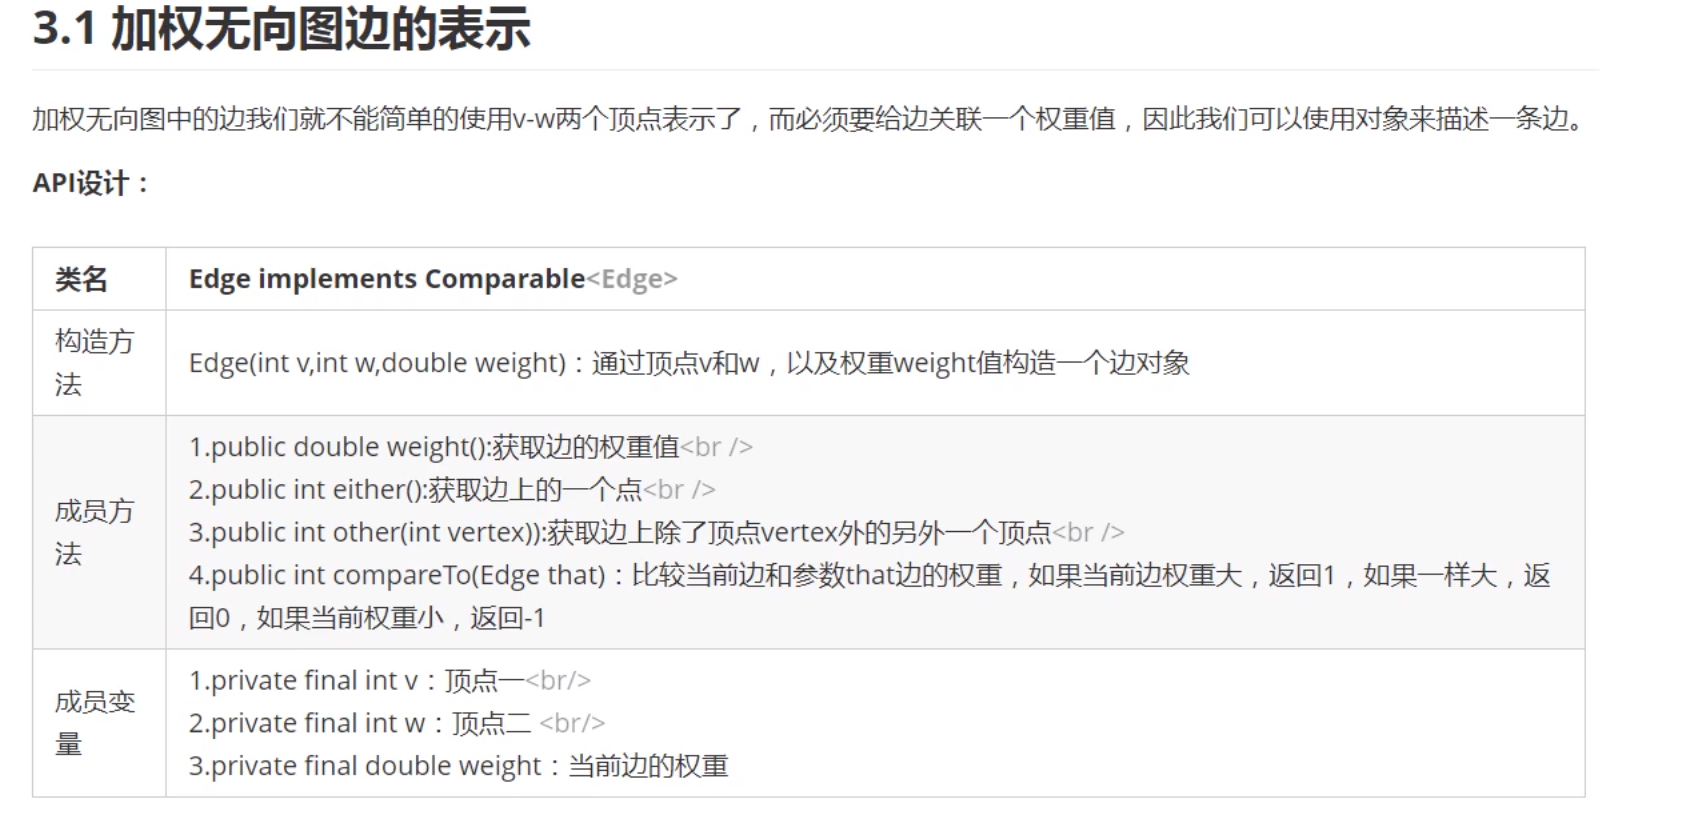 3.1 加权无向图边的表示
加权无向图中的边我们就不能简单的使用v-w两个顶点表示了，而必须要给边关联一个权重值，因此我们可以使用对象来描述一条边。
API设计：
类名
Edge implements Comparable<Edge>
构造方
法
Edge(int v,int w,double weight)：通过顶点v和w，以及权重weight值构造一个边对象
成员方
法
1.public double weight():获取边的权重值<br />
2.public int either():获取边上的一个点<br />
3.public int other(int vertex)):获取边上除了顶点vertex外的另外一个顶点<br />
4.public int compareTo(Edge that)：比较当前边和参数that边的权重，如果当前边权重大，返回1，如果一样大，返
回0，如果当前权重小，返回-1
成员变
量
1.private final int v：顶点一<br/>
2.private final int w：顶点二 <br/>
3.private final double weight：当前边的权重